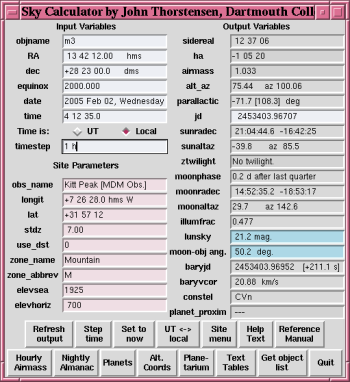 Sky Calculator by John Thorstensen, Dartmouth Coll
Input Variables
Output Variables
objname m3
RA 13 42 12.00 hms
dec +28 23 00.0 dms
equinox 2000.000
date 2005 Feb 02, Wednesday
time 4 12 35.0
Time is: UT Local
timestep 1 h
Site Parameters
obs_name Kitt Peak [MDM Obs.]
longit +7 26 28.0 hms W
lat +31 57 12
stdz 7.00
use_dst 0
zone_name Mountain
zone_abbrev M
elevsea 1925
elevhoriz 700
sidereal 12 37 06
ha -1 05 20
airmass 1.033
alt_az 75.44 az 100.06
parallactic -71.7 [108.3] deg
jd 2453403.96707
sunradec 21:04:44.6 -16:42:25
sunaltaz -39.8 az 85.5
ztwilight No twilight
moonphase 0.2 d after last quarter
moonradec 14:52:35.2 -18:53:17
moonaltaz 29.7 az 142.6
illumfrac 0.477
lunsky 21.2 mag.
moon-obj ang. 50.2 deg.
baryjd 2453403.96952 [+211.1 s]
baryvcor 20.88 km/s
constel CVn
planet_proxim ---
Refresh output
Step time
Set to now
UT <-> local
Site menu
Help Text
Reference Manual
Hourly Airmass
Nightly Almanac
Planets
Alt. Coords
Plane- tarium
Text Tables
Get object list
Quit